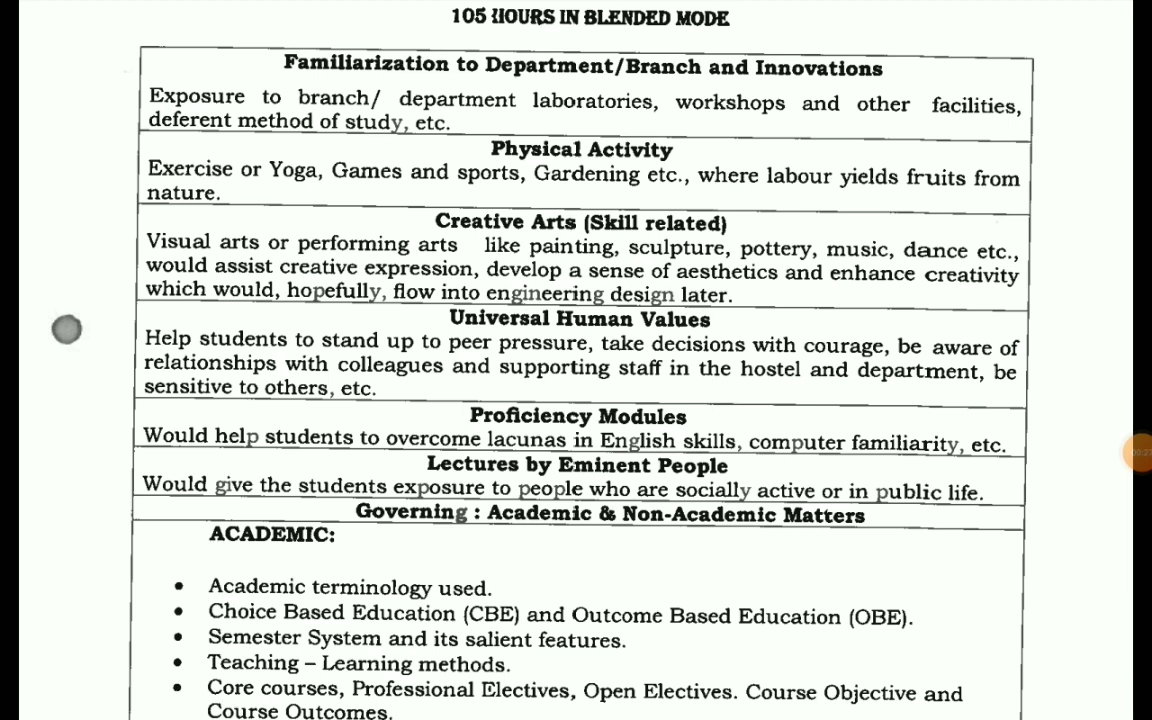 105 HOURS IN BLENDED MODE
Familiarization to Department/Branch and Innovations
Exposure to branch/ department laboratories, workshops and other facilities,
deferent method of study, etc.
Physical Activity
Exercise or Yoga, Games and sports, Gardening etc., where labour yields fruits from
nature.
Creative Arts (Skill related)
Visual arts or performing arts like painting, sculpture, pottery, music, dance etc.,
would assist creative expression, develop a sense of aesthetics and enhance creativity
which would, hopefully, flow into engineering design later.
Universal Human Values
Help students to stand up to peer pressure, take decisions with courage, be aware of
relationships with colleagues and supporting staff in the hostel and department, be
sensitive to others, etc.
Proficiency Modules
Would help students to overcome lacunas in English skills, computer familiarity, etc.
Lectures by Eminent People
Would give the students exposure to people who are socially active or in public life.
Governing : Academic & Non-Academic Matters
ACADEMIC:
• Academic terminology used.
• Choice Based Education (CBE) and Outcome Based Education (OBE).
• Semester System and its salient features.
• Teaching – Learning methods.
• Core courses, Professional Electives, Open Electives. Course Objective and
Course Outcomes.